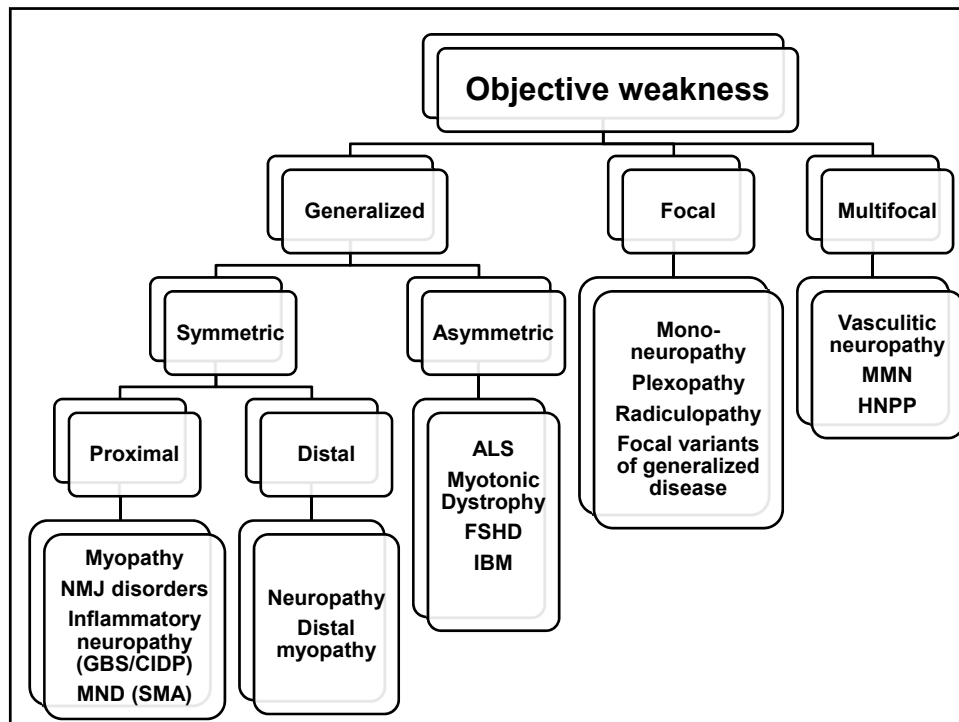 Objective weakness
Generalized
Focal
Multifocal
Symmetric
Asymmetric
Mono-
neuropathy
Plexopathy
Radiculopathy
Focal variants
of generalized
disease
Vasculitic
neuropathy
MMN
HNPP
Proximal
Distal
ALS
Myotonic
Dystrophy
FSHD
IBM
Myopathy
NMJ disorders
Inflammatory
neuropathy
(GBS/CIDP)
MND (SMA)
Neuropathy
Distal
myopathy